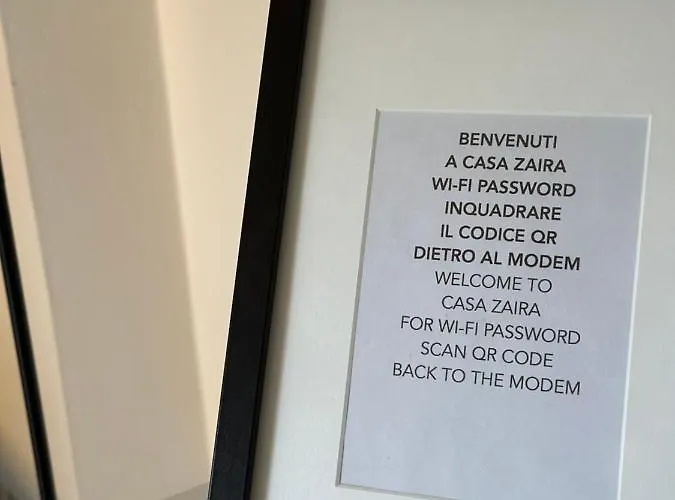 BENVENUTI
A CASA ZAIRA
WI-FI PASSWORD
INQUADRARE
IL CODICE QR
DIETRO AL MODEM
WELCOME TO
CASA ZAIRA
FOR WI-FI PASSWORD
SCAN QR CODE
BACK TO THE MODEM